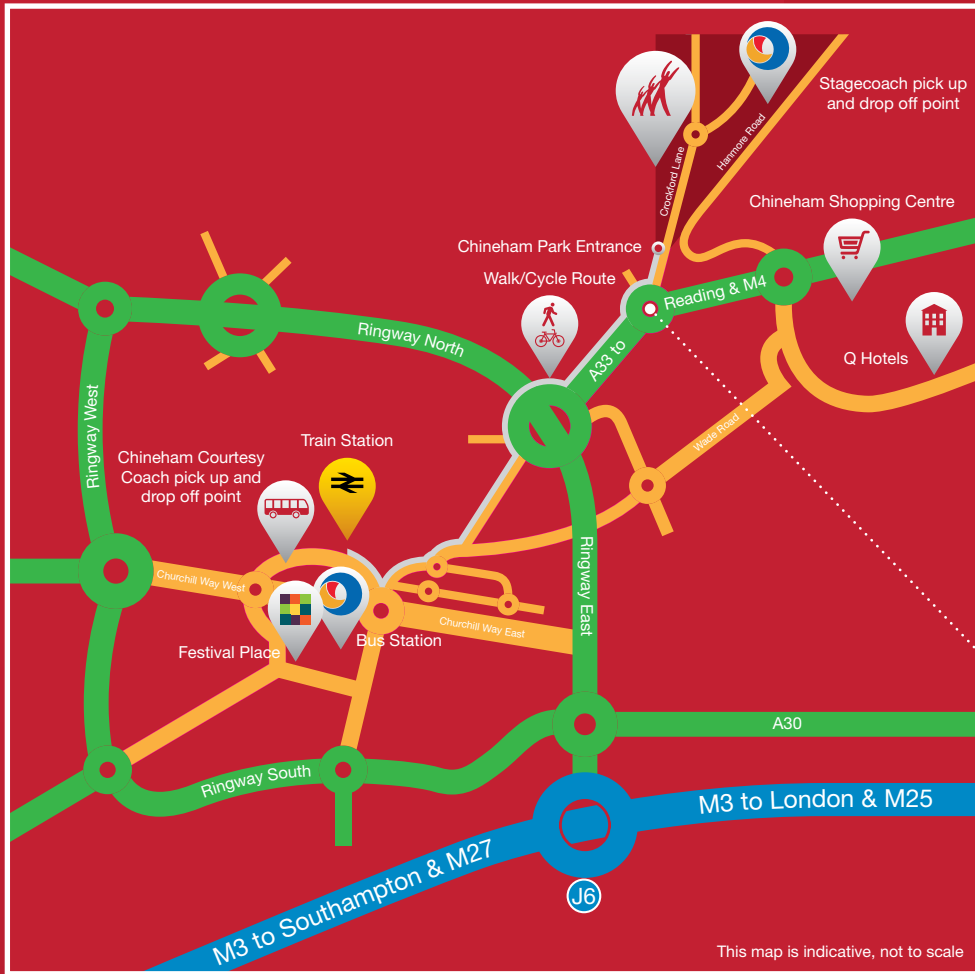 Stagecoach pick up
and drop off point
Hanmore Road
Crockford Lane
Chineham Shopping Centre
Chineham Park Entrance
Walk/Cycle Route
Reading & M4
A33 to
Q Hotels
Ringway North
Ringway West
Wade Road
Train Station
Chineham Courtesy
Coach pick up and
drop off point
Churchill Way West
Ringway East
Churchill Way East
Bus Station
Festival Place
A30
Ringway South
M3 to London & M25
M3 to Southampton & M27
J6
This map is indicative, not to scale